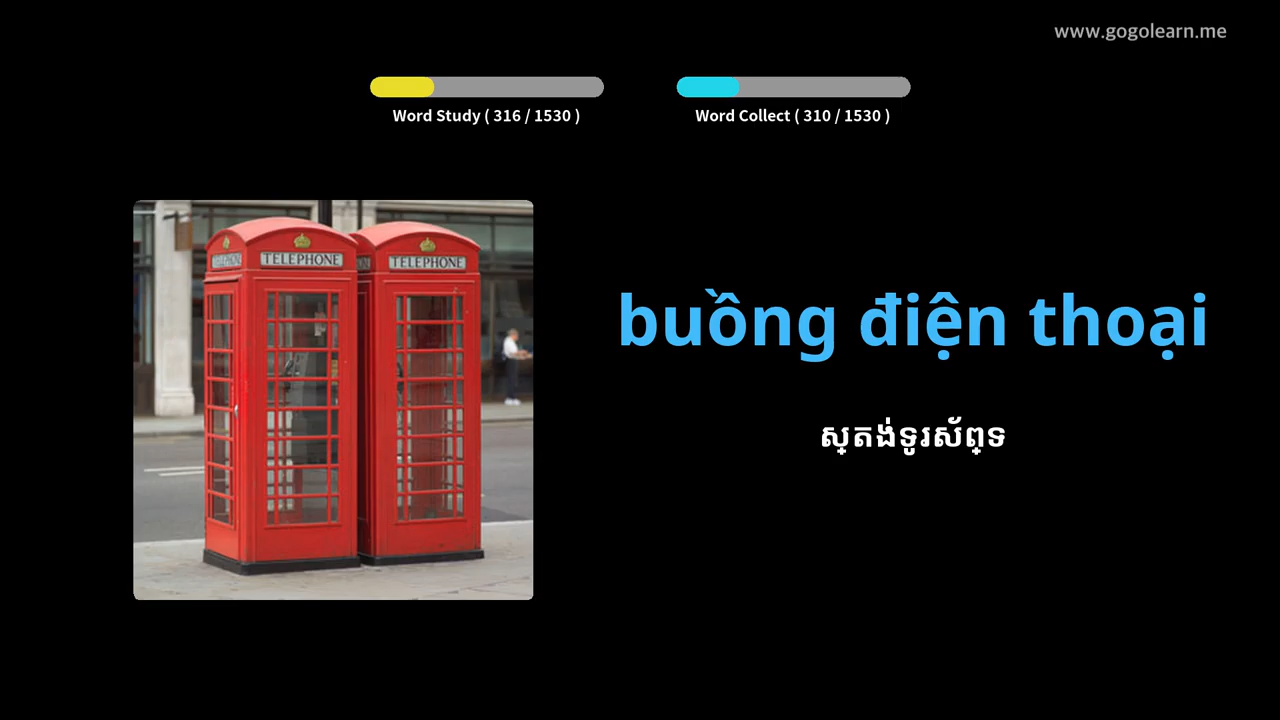 www.gogolearn.me
Word Study ( 316 / 1530 )
Word Collect ( 310 / 1530 )
TELEPHONE
TELEPHONE
buồng điện thoại
ស្តង់ទូរស័ព្ទ